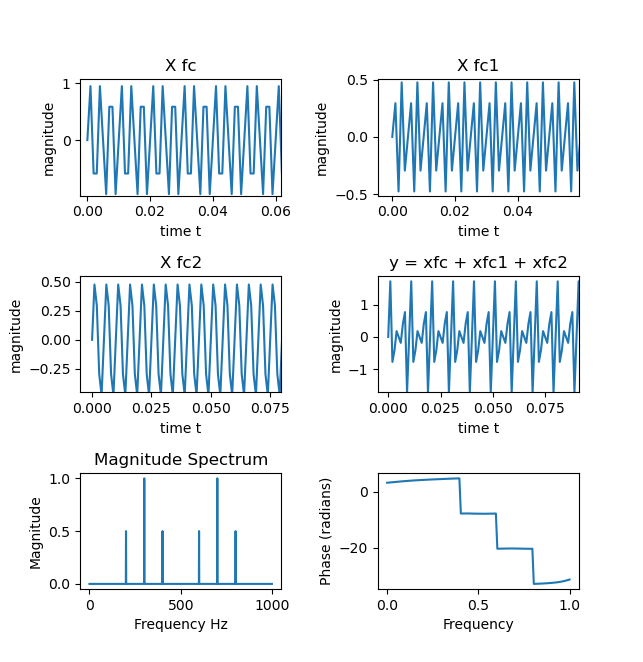 X fc
magnitude
1
0
0.00 0.02 0.04 0.06
time t
X fc1
magnitude
0.5
0.0
−0.5
0.00 0.02 0.04
time t
X fc2
magnitude
0.50
0.25
0.00
−0.25
0.000 0.025 0.050 0.075
time t
y = xfc + xfc1 + xfc2
magnitude
1
0
−1
0.000 0.025 0.050 0.075
time t
Magnitude Spectrum
Magnitude
1.0
0.5
0.0
0 500 1000
Frequency Hz
Phase (radians)
0
−20
0.0 0.5 1.0
Frequency